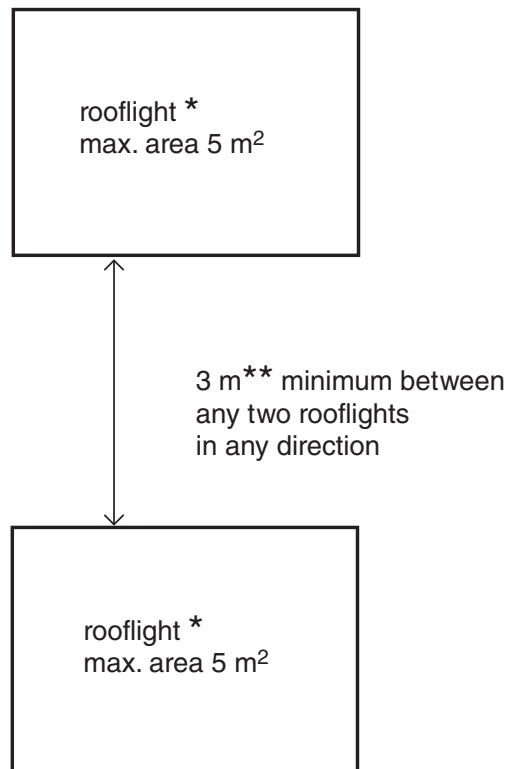 rooflight *
max. area 5 m²
3 m** minimum between
any two rooflights
in any direction
rooflight *
max. area 5 m²